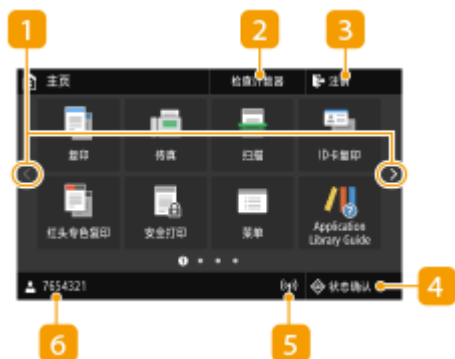 1
2
3
主页
检查计数器
注销
复印
传真
扫描
ID卡复印
红头专色复印
安全打印
菜单
Application
Library Guide
7654321
状态确认
4
5
6